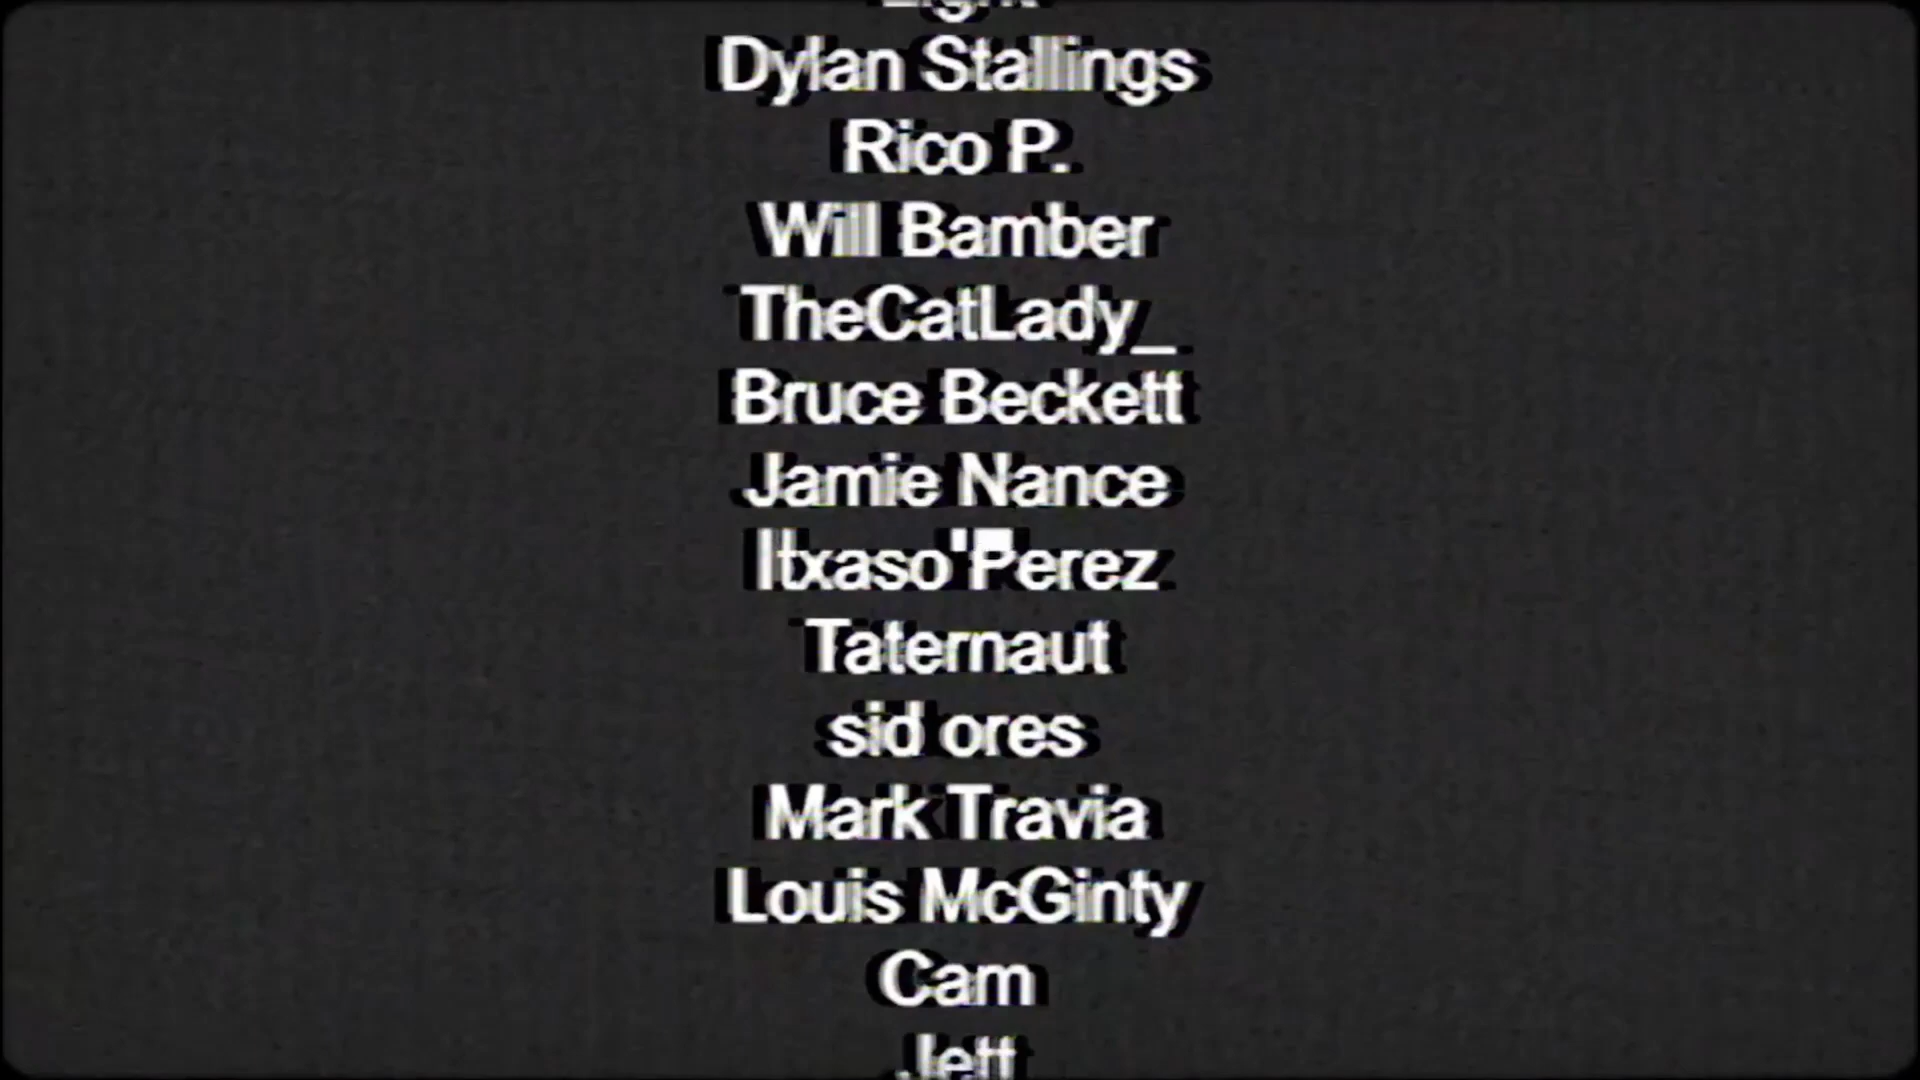 Dylan Stallings
Rico P.
Will Bamber
TheCatLady_
Bruce Beckett
Jamie Nance
Itxaso Perez
Taternaut
sid ores
Mark Travia
Louis McGinty
Cam